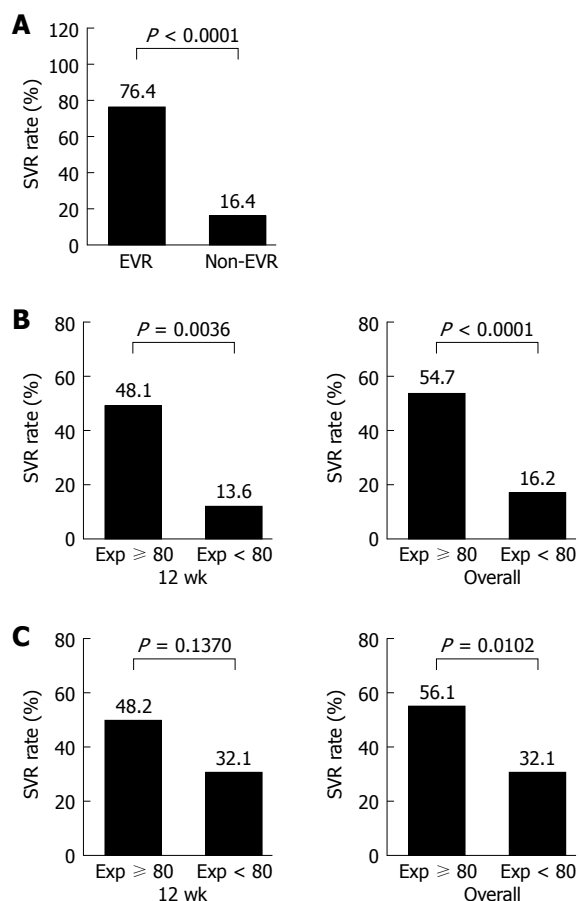 A
P < 0.0001
120
100
80
60
40
20
0
SVR rate (%)
76.4
16.4
EVR Non-EVR
B
P = 0.0036
80
60
40
20
0
SVR rate (%)
48.1
13.6
Exp ⩾ 80 Exp < 80
12 wk
P < 0.0001
80
60
40
20
0
SVR rate (%)
54.7
16.2
Exp ⩾ 80 Exp < 80
Overall
C
P = 0.1370
80
60
40
20
0
SVR rate (%)
48.2
32.1
Exp ⩾ 80 Exp < 80
12 wk
P = 0.0102
80
60
40
20
0
SVR rate (%)
56.1
32.1
Exp ⩾ 80 Exp < 80
Overall